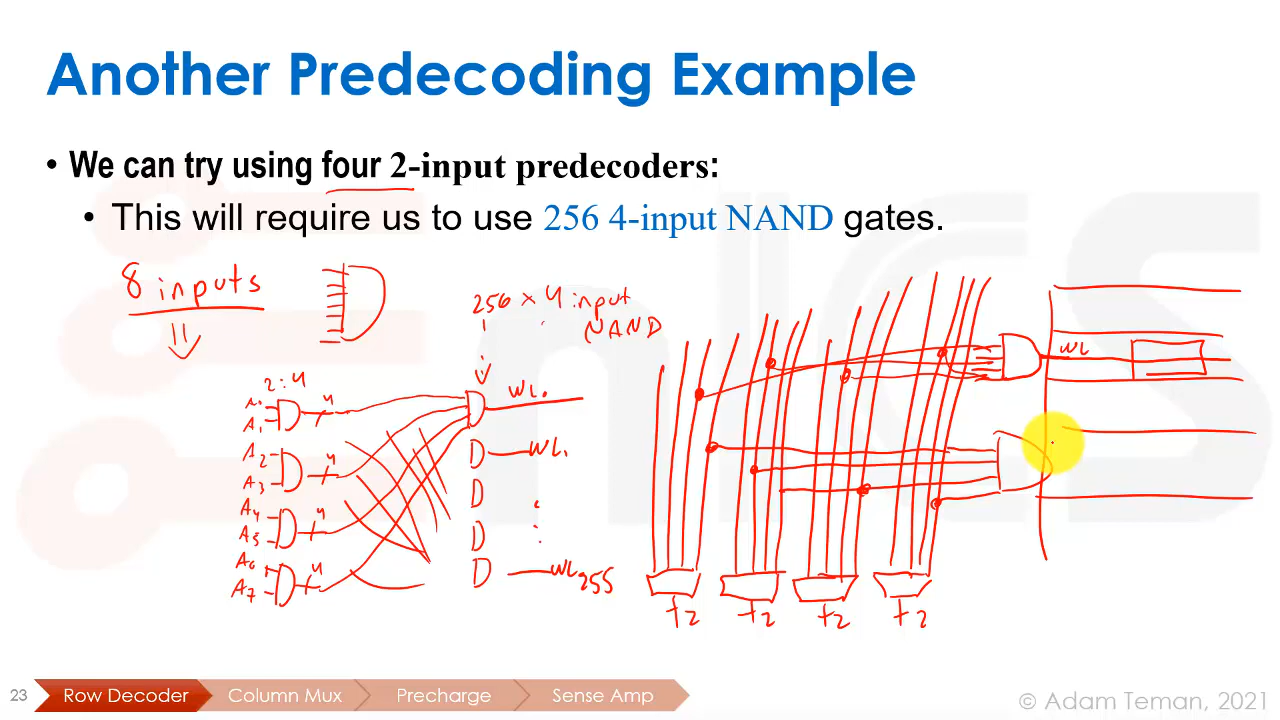 Another Predecoding Example
• We can try using four 2-input predecoders:
• This will require us to use 256 4-input NAND gates.
8 inputs
256 × 4 input
NAND
2:4
A0
A1
4
A2
A3
4
A4
A5
4
A6
A7
4
WL0
WL1
WL255
WL
2
2
2
2
23
Row Decoder
Column Mux
Precharge
Sense Amp
© Adam Teman, 2021